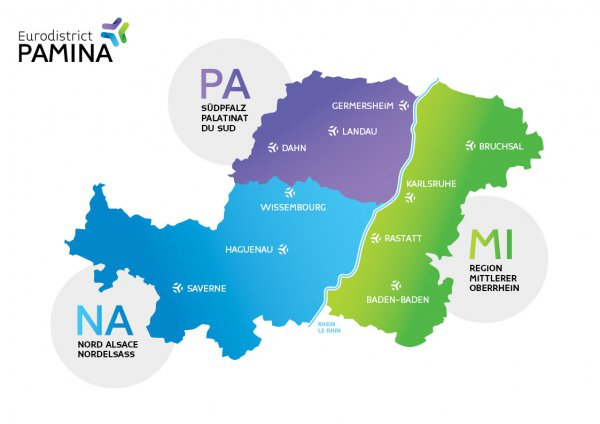 Eurodistrict
PAMINA
PA
SÜDPFALZ
PALATINAT
DU SUD
GERMERSHEIM
LANDAU
DAHN
BRUCHSAL
KARLSRUHE
WISSEMBOURG
HAGUENAU
RASTATT
SAVERNE
BADEN-BADEN
MI
REGION
MITTLERER
OBERRHEIN
NA
NORD ALSACE
NORDELSASS
RHEIN
LE RHIN